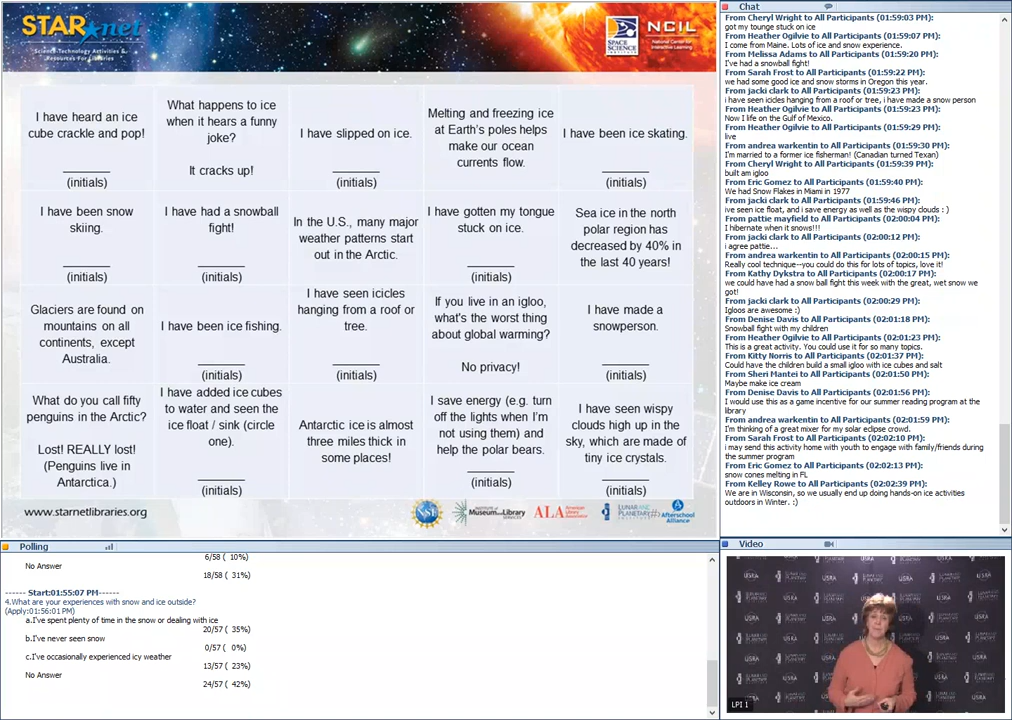 STAR net
Science-Technology Activities &
Resources For Libraries
SPACE
SCIENCE
INSTITUTE
NCIL
National Center for
Interactive Learning
I have heard an ice
cube crackle and pop!
(initials)
What happens to ice
when it hears a funny
joke?
It cracks up!
I have slipped on ice.
(initials)
Melting and freezing ice
at Earth's poles helps
make our ocean
currents flow.
I have been ice skating.
(initials)
I have been snow
skiing.
(initials)
I have had a snowball
fight!
(initials)
In the U.S., many major
weather patterns start
out in the Arctic.
I have gotten my tongue
stuck on ice.
(initials)
Sea ice in the north
polar region has
decreased by 40% in
the last 40 years!
Glaciers are found on
mountains on all
continents, except
Australia.
I have been ice fishing.
(initials)
I have seen icicles
hanging from a roof or
tree.
(initials)
If you live in an igloo,
what's the worst thing
about global warming?
No privacy!
I have made a
snowperson.
(initials)
What do you call fifty
penguins in the Arctic?
Lost! REALLY lost!
(Penguins live in
Antarctica.)
I have added ice cubes
to water and seen the
ice float / sink (circle
one).
(initials)
Antarctic ice is almost
three miles thick in
some places!
I save energy (e.g. turn
off the lights when I'm
not using them) and
help the polar bears.
(initials)
I have seen wispy
clouds high up in the
sky, which are made of
tiny ice crystals.
(initials)
www.starnetlibraries.org
Museum and Library
ALA
American
Library
Association
LUNAR AND
PLANETARY
Afterschool
Alliance
Chat
From Cheryl Wright to All Participants (01:59:03 PM):
got my tounge stuck on ice
From Heather Ogilvie to All Participants (01:59:07 PM):
I come from Maine. Lots of ice and snow experience.
From Melissa Adams to All Participants (01:59:20 PM):
I've had a snowball fight!
From Sarah Frost to All Participants (01:59:22 PM):
we had some good ice and snow storms in Oregon this year.
From jacki clark to All Participants (01:59:23 PM):
i have seen icicles hanging from a roof or tree, i have made a snow person
From Heather Ogilvie to All Participants (01:59:23 PM):
Now I life on the Gulf of Mexico.
From Heather Ogilvie to All Participants (01:59:29 PM):
live
From andrea warkentin to All Participants (01:59:30 PM):
I'm married to a former ice fisherman! (Canadian turned Texan)
From Cheryl Wright to All Participants (01:59:39 PM):
built am igloo
From Eric Gomez to All Participants (01:59:40 PM):
We had Snow Flakes in Miami in 1977
From jacki clark to All Participants (01:59:46 PM):
ive seen ice float, and i save energy as well as the wispy clouds : )
From pattie mayfield to All Participants (02:00:04 PM):
I hibernate when it snows!!!
From jacki clark to All Participants (02:00:12 PM):
i agree pattie...
From andrea warkentin to All Participants (02:00:15 PM):
Really cool technique--you could do this for lots of topics, love it!
From Kathy Dykstra to All Participants (02:00:17 PM):
we could have had a snow ball fight this week with the great, wet snow we
got!
From jacki clark to All Participants (02:00:29 PM):
Igloos are awesome :)
From Denise Davis to All Participants (02:01:18 PM):
Snowball fight with my children
From Heather Ogilvie to All Participants (02:01:23 PM):
This is a great activity. You could use it for so many topics.
From Kitty Norris to All Participants (02:01:37 PM):
Could have the children build a small igloo with ice cubes and salt
From Sheri Mantei to All Participants (02:01:50 PM):
Maybe make ice cream
From Denise Davis to All Participants (02:01:56 PM):
I would use this as a game incentive for our summer reading program at the
library
From andrea warkentin to All Participants (02:01:59 PM):
I'm thinking of a great mixer for my solar eclipse crowd.
From Sarah Frost to All Participants (02:02:10 PM):
i may send this activity home with youth to engage with family/friends during
the summer program
From Eric Gomez to All Participants (02:02:13 PM):
snow cones melting in FL
From Kelley Rowe to All Participants (02:02:39 PM):
We are in Wisconsin, so we usually end up doing hands-on ice activities
outdoors in Winter. :)
Polling
6/58 ( 10%)
No Answer
18/58 ( 31%)
------ Start:01:55:07 PM------
4.What are your experiences with snow and ice outside?
(Apply:01:56:01 PM)
a.I've spent plenty of time in the snow or dealing with ice
20/57 ( 35%)
b.I've never seen snow
0/57 ( 0%)
c.I've occasionally experienced icy weather
13/57 ( 23%)
No Answer
24/57 ( 42%)
Video
USRA
LPI 1